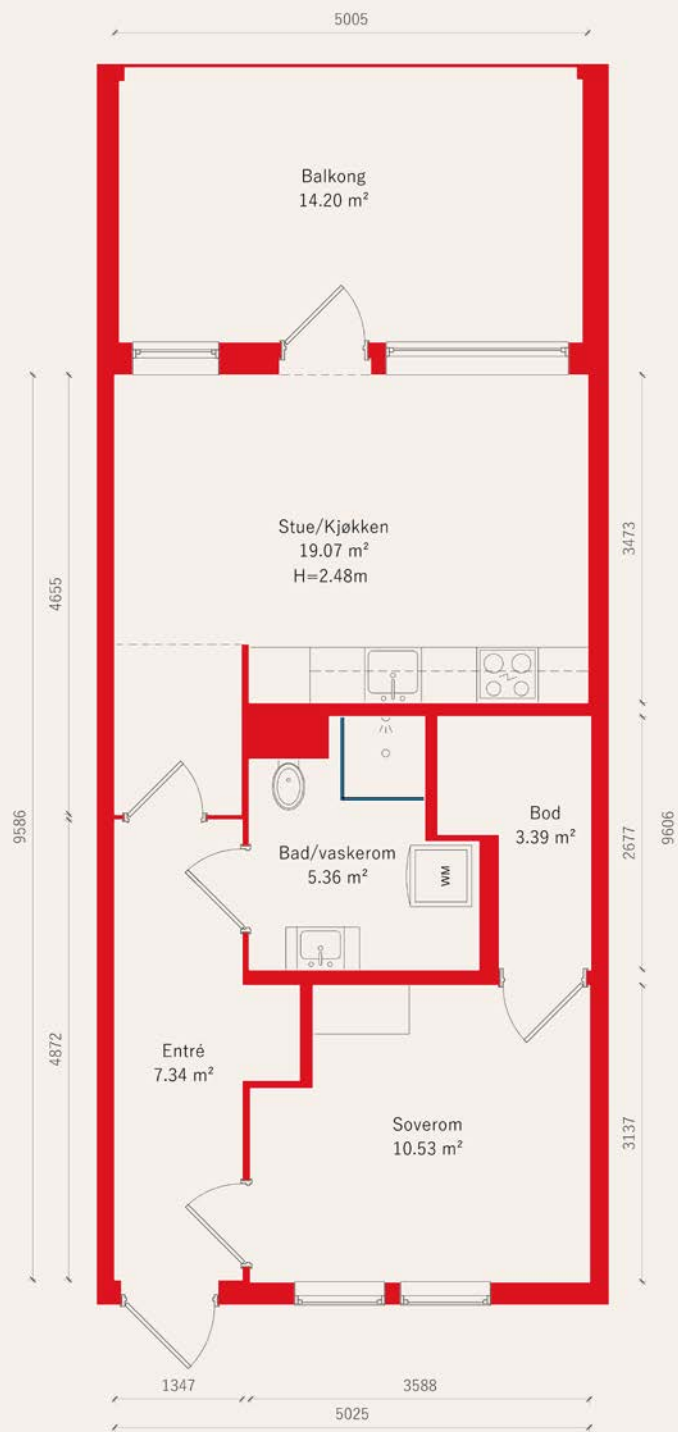 5005
Balkong
14.20 m²
Stue/Kjøkken
19.07 m²
H=2.48m
4655
3473
9586
Bod
3.39 m²
2677
9606
Bad/vaskerom
5.36 m²
WM
4872
Entré
7.34 m²
Soverom
10.53 m²
3137
1347
3588
5025